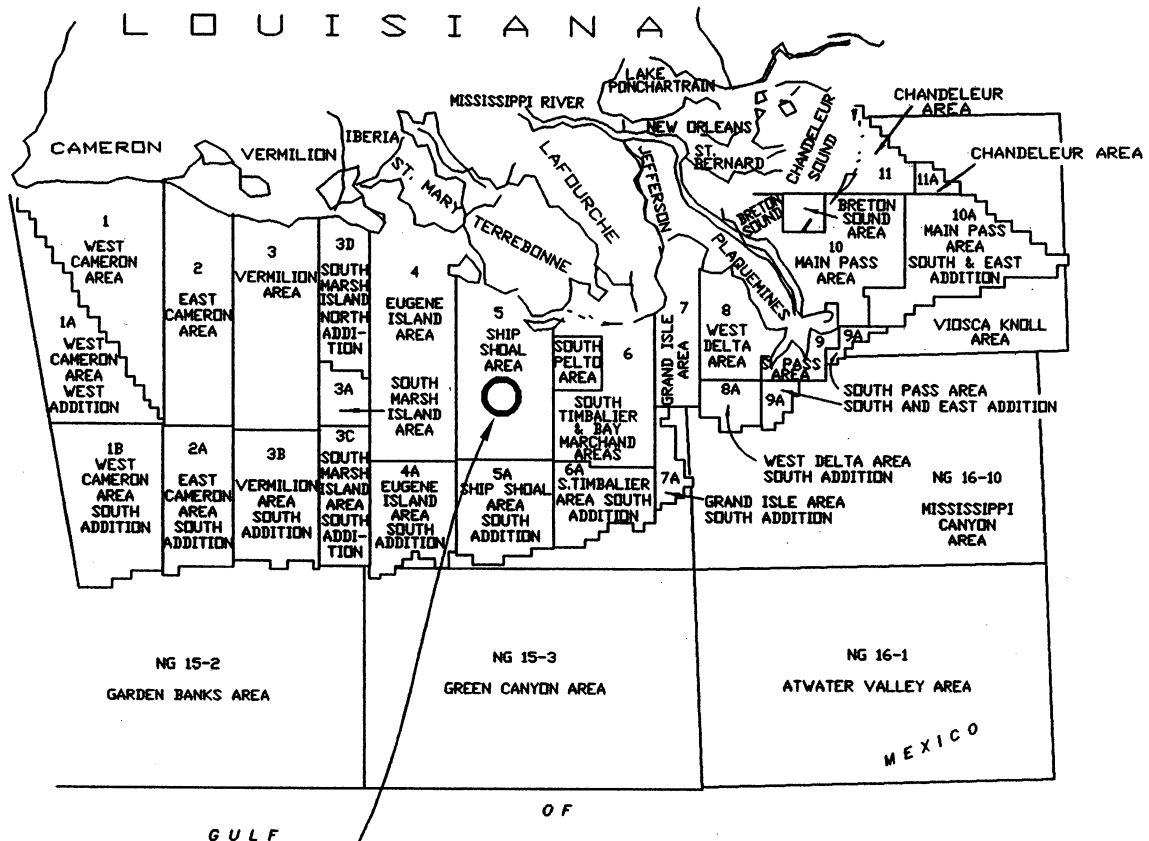 LOUISIANA
LAKE
PONCHARTRAIN
MISSISSIPPI RIVER
NEW ORLEANS
CHANDELEUR
AREA
CHANDELEUR AREA
CAMERON
VERMILION
IBERIA
ST. MARY
LAFOURCHE
TERREBONNE
JEFFERSON
ST.
BERNARD
CHANDELEUR
SOUND
BRETON
SOUND
PLAQUEMINES
11
11A
BRETON
SOUND
AREA
10
MAIN PASS
AREA
10A
MAIN PASS
AREA
SOUTH & EAST
ADDITION
1
WEST
CAMERON
AREA
1A
WEST
CAMERON
AREA
WEST
ADDITION
1B
WEST
CAMERON
AREA
SOUTH
ADDITION
2
EAST
CAMERON
AREA
2A
EAST
CAMERON
AREA
SOUTH
ADDITION
3
VERMILION
AREA
3B
VERMILION
AREA
SOUTH
ADDITION
3D
SOUTH
MARSH
ISLAND
NORTH
ADDI-
TION
3A
3C
SOUTH
MARSH
ISLAND
AREA
SOUTH
ADDI-
TION
4
EUGENE
ISLAND
AREA
SOUTH
MARSH
ISLAND
AREA
4A
EUGENE
ISLAND
AREA
SOUTH
ADDITION
5
SHIP
SHOAL
AREA
5A
SHIP SHOAL
AREA
SOUTH
ADDITION
SOUTH
PELTO
AREA
6
SOUTH
TIMBALIER
& BAY
MARCHAND
AREAS
6A
S.TIMBALIER
AREA SOUTH
ADDITION
7
GRAND ISLE
AREA
7A
GRAND ISLE AREA
SOUTH ADDITION
8
WEST
DELTA
AREA
8A
WEST DELTA AREA
SOUTH ADDITION
9
S. PASS
AREA
9A
9A
SOUTH PASS AREA
SOUTH AND EAST ADDITION
VIOSCA KNOLL
AREA
NG 16-10
MISSISSIPPI
CANYON
AREA
NG 15-2
GARDEN BANKS AREA
NG 15-3
GREEN CANYON AREA
NG 16-1
ATWATER VALLEY AREA
GULF
OF
MEXICO